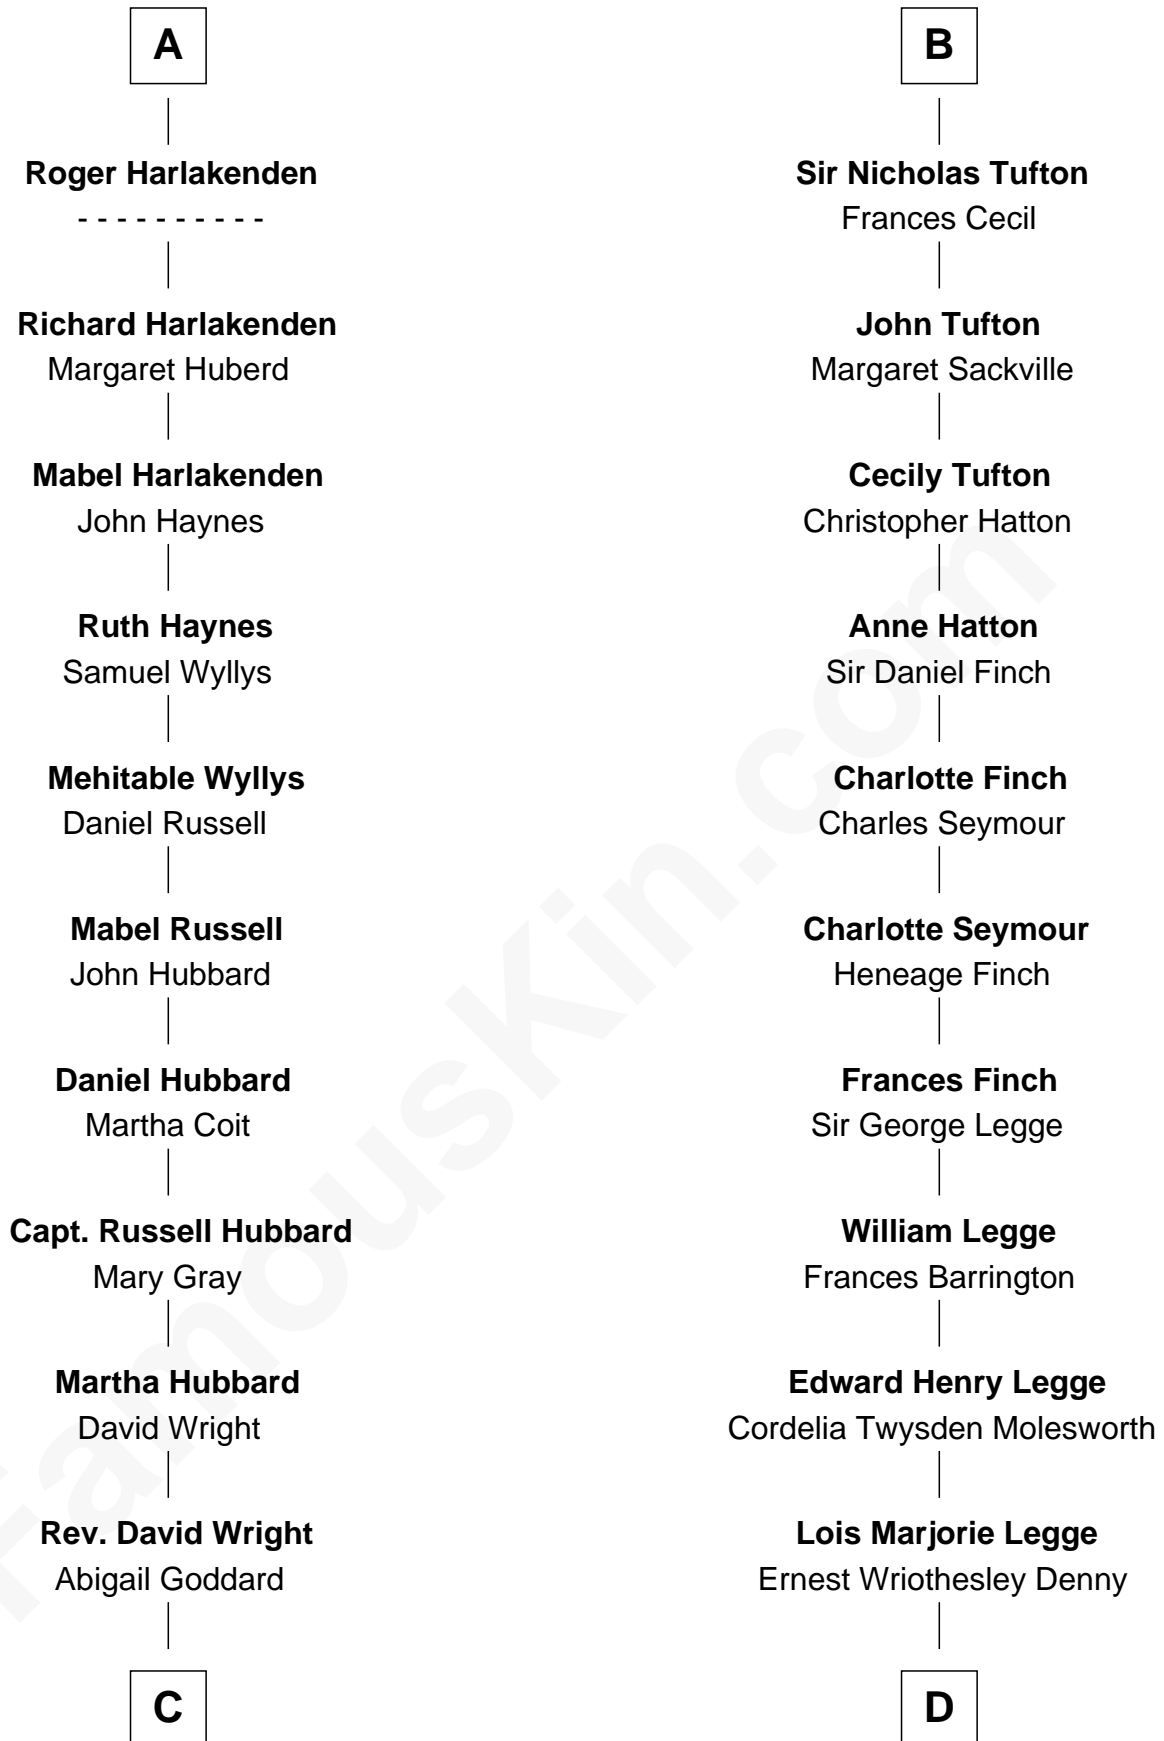 A
Roger Harlakenden
- - - - - - - - - -
Richard Harlakenden
Margaret Huberd
Mabel Harlakenden
John Haynes
Ruth Haynes
Samuel Wyllys
Mehitable Wyllys
Daniel Russell
Mabel Russell
John Hubbard
Daniel Hubbard
Martha Coit
Capt. Russell Hubbard
Mary Gray
Martha Hubbard
David Wright
Rev. David Wright
Abigail Goddard
C
B
Sir Nicholas Tufton
Frances Cecil
John Tufton
Margaret Sackville
Cecily Tufton
Christopher Hatton
Anne Hatton
Sir Daniel Finch
Charlotte Finch
Charles Seymour
Charlotte Seymour
Heneage Finch
Frances Finch
Sir George Legge
William Legge
Frances Barrington
Edward Henry Legge
Cordelia Twysden Molesworth
Lois Marjorie Legge
Ernest Wriothesley Denny
D
FamousKin.com